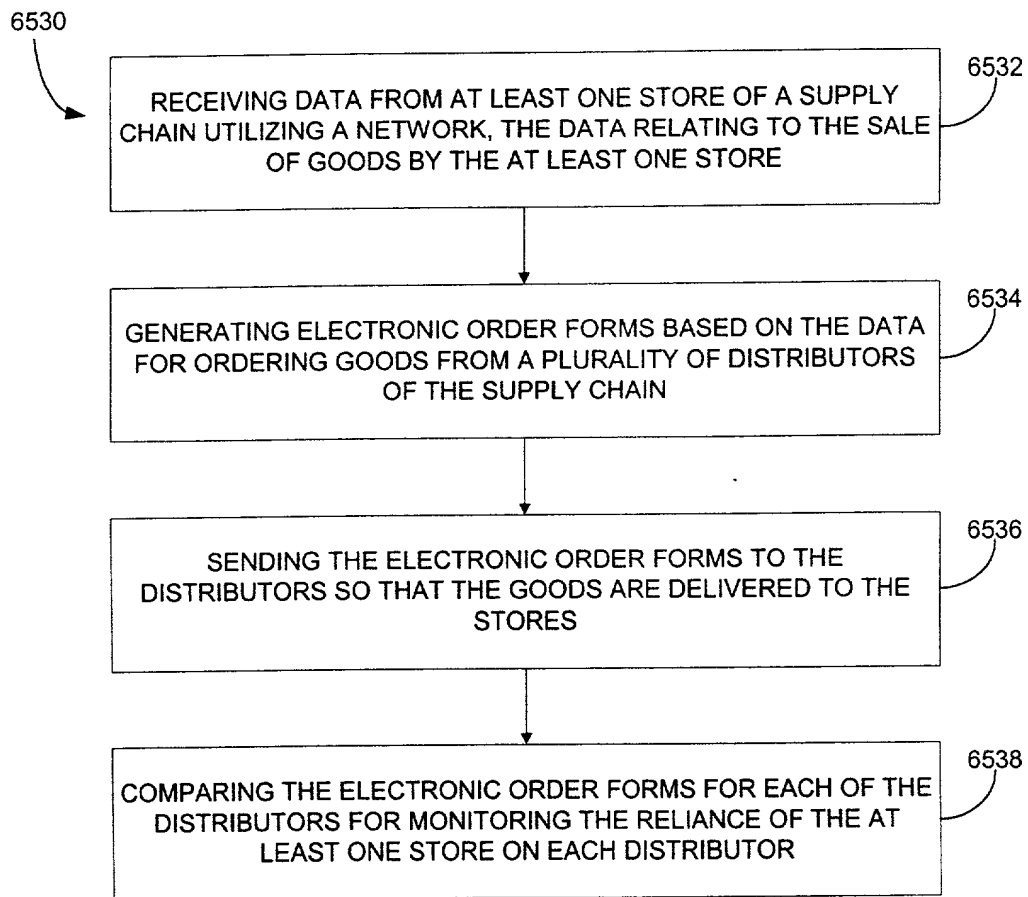 6530
6532
RECEIVING DATA FROM AT LEAST ONE STORE OF A SUPPLY
CHAIN UTILIZING A NETWORK, THE DATA RELATING TO THE SALE
OF GOODS BY THE AT LEAST ONE STORE
6534
GENERATING ELECTRONIC ORDER FORMS BASED ON THE DATA
FOR ORDERING GOODS FROM A PLURALITY OF DISTRIBUTORS
OF THE SUPPLY CHAIN
6536
SENDING THE ELECTRONIC ORDER FORMS TO THE
DISTRIBUTORS SO THAT THE GOODS ARE DELIVERED TO THE
STORES
6538
COMPARING THE ELECTRONIC ORDER FORMS FOR EACH OF THE
DISTRIBUTORS FOR MONITORING THE RELIANCE OF THE AT
LEAST ONE STORE ON EACH DISTRIBUTOR